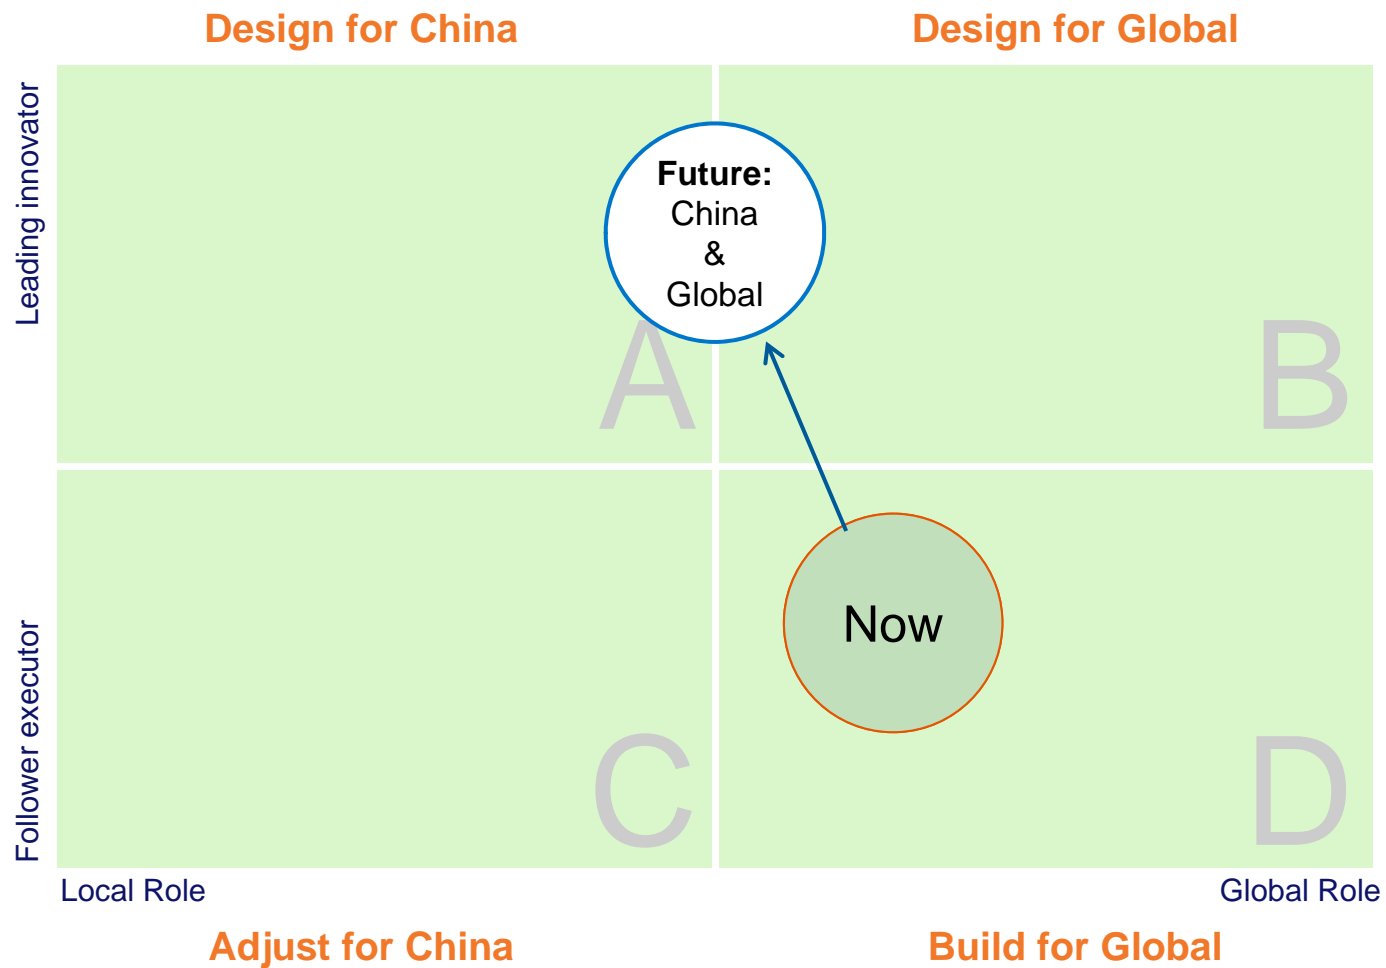 Design for China
Design for Global
Leading innovator
Future:
China
&
Global
A
B
Now
Follower executor
C
D
Local Role
Global Role
Adjust for China
Build for Global